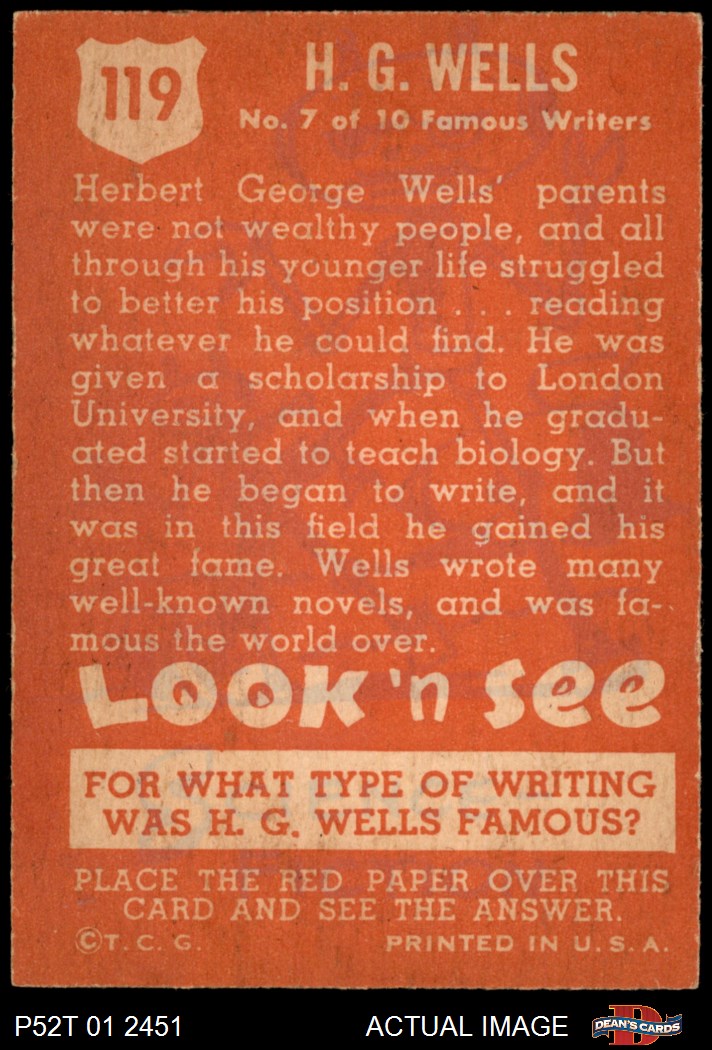 119
H. G. WELLS
No. 7 of 10 Famous Writers
Herbert George Wells' parents
were not wealthy people, and all
through his younger life struggled
to better his position . . . reading
whatever he could find. He was
given a scholarship to London
University, and when he gradu-
ated started to teach biology. But
then he began to write, and it
was in this field he gained his
great fame. Wells wrote many
well-known novels, and was fa-
mous the world over.
LOOK 'n See
FOR WHAT TYPE OF WRITING
WAS H. G. WELLS FAMOUS?
PLACE THE RED PAPER OVER THIS
CARD AND SEE THE ANSWER.
©T. C. G. PRINTED IN U. S. A.
P52T 01 2451 ACTUAL IMAGE DEAN'S CARDS